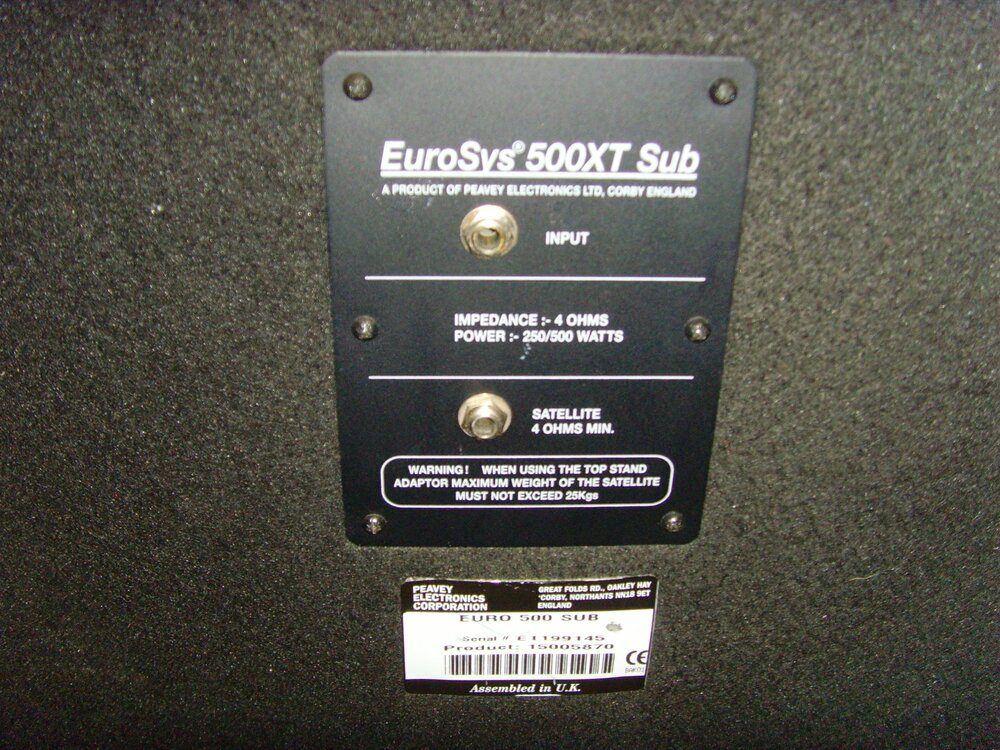 EuroSys® 500XT Sub
A PRODUCT OF PEAVEY ELECTRONICS LTD, CORBY ENGLAND
INPUT
IMPEDANCE :- 4 OHMS
POWER :- 250/500 WATTS
SATELLITE
4 OHMS MIN.
WARNING! WHEN USING THE TOP STAND
ADAPTOR MAXIMUM WEIGHT OF THE SATELLITE
MUST NOT EXCEED 25Kgs
PEAVEY
ELECTRONICS
CORPORATION
GREAT FOLDS RD., OAKLEY HAY
CORBY, NORTHANTS NN18 9ET
ENGLAND
EURO 500 SUB
Serial # E1199145
Product: 15005870
CE
Assembled in U.K.